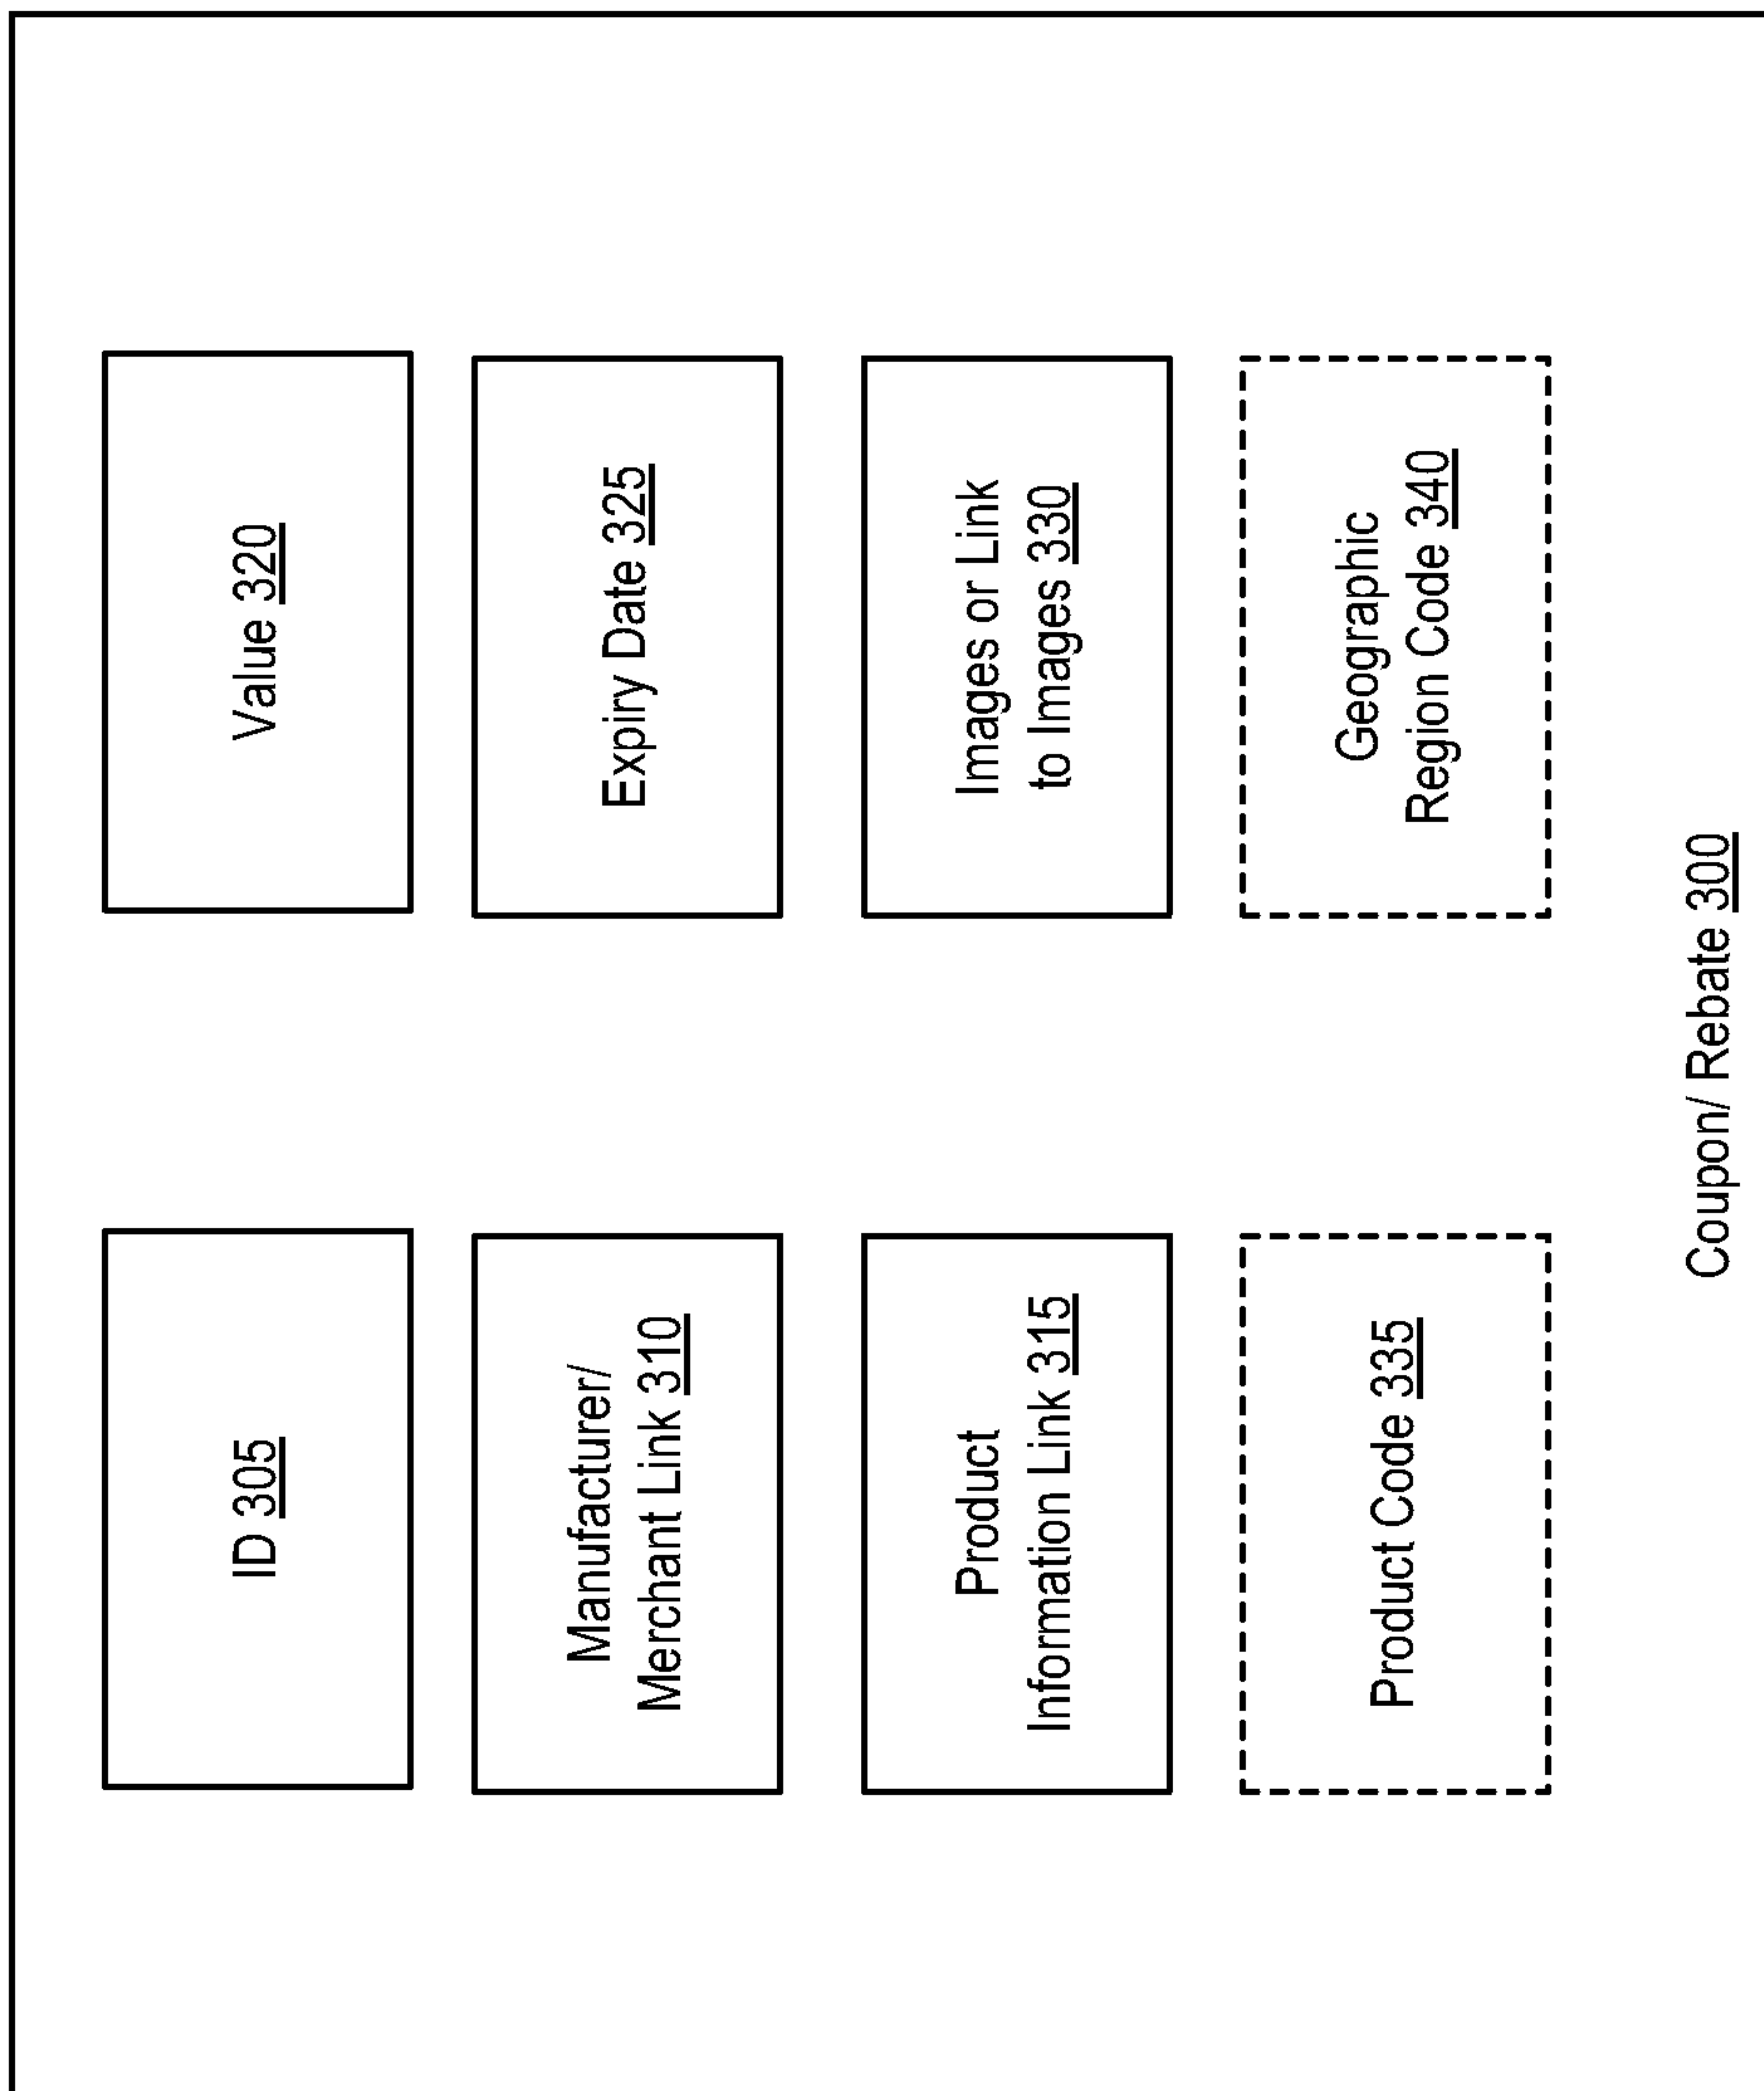 ID 305
Value 320
Manufacturer/
Merchant Link 310
Expiry Date 325
Product
Information Link 315
Images or Link
to Images 330
Product Code 335
Geographic
Region Code 340
Coupon/ Rebate 300